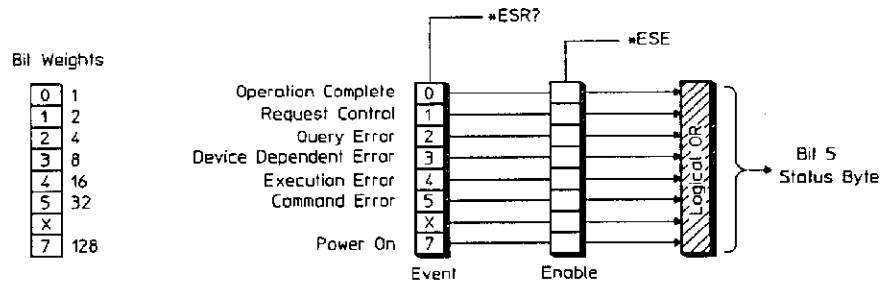 *ESR?
*ESE
Bit Weights
0 1
1 2
2 4
3 8
4 16
5 32
X
7 128
Operation Complete 0
Request Control 1
Query Error 2
Device Dependent Error 3
Execution Error 4
Command Error 5
X
Power On 7
Logical OR
Bit 5
Status Byte
Event
Enable